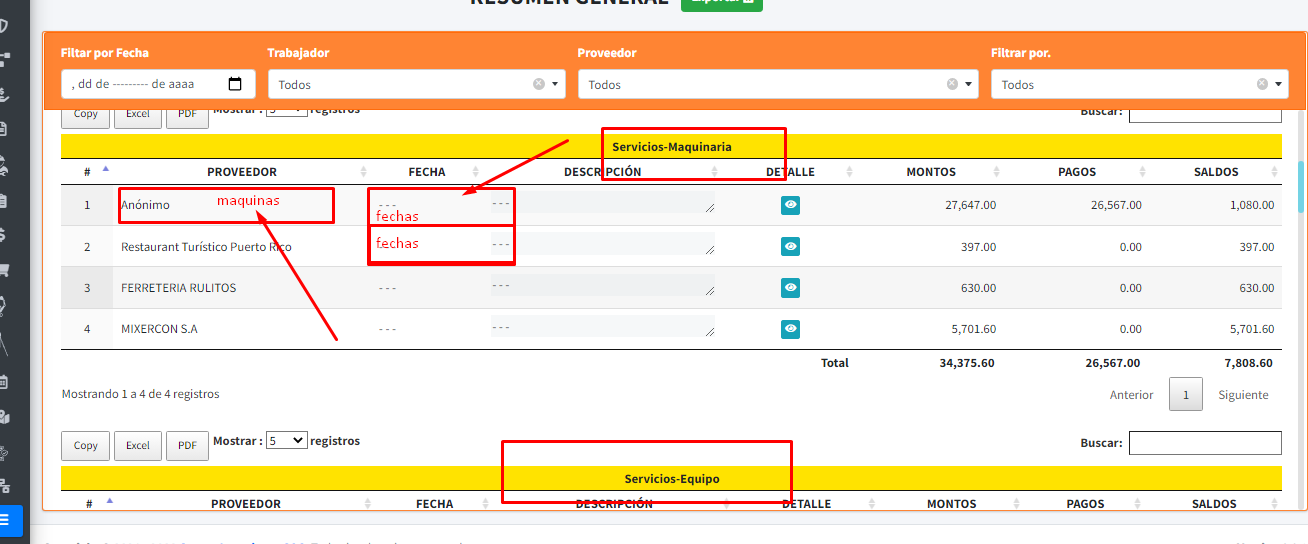 RESUMEN GENERAL Exportar
Filtar por Fecha Trabajador Proveedor Filtrar por.
, dd de --------- de aaaa Todos Todos Todos
Copy Excel PDF Mostrar : 5 registros Buscar:
Servicios-Maquinaria
# PROVEEDOR FECHA DESCRIPCIÓN DETALLE MONTOS PAGOS SALDOS
1 Anónimo maquinas --- fechas --- 27,647.00 26,567.00 1,080.00
2 Restaurant Turístico Puerto Rico fechas --- 397.00 0.00 397.00
3 FERRETERIA RULITOS --- --- 630.00 0.00 630.00
4 MIXERCON S.A --- --- 5,701.60 0.00 5,701.60
Total 34,375.60 26,567.00 7,808.60
Mostrando 1 a 4 de 4 registros Anterior 1 Siguiente
Copy Excel PDF Mostrar : 5 registros Buscar:
Servicios-Equipo
# PROVEEDOR FECHA DESCRIPCIÓN DETALLE MONTOS PAGOS SALDOS